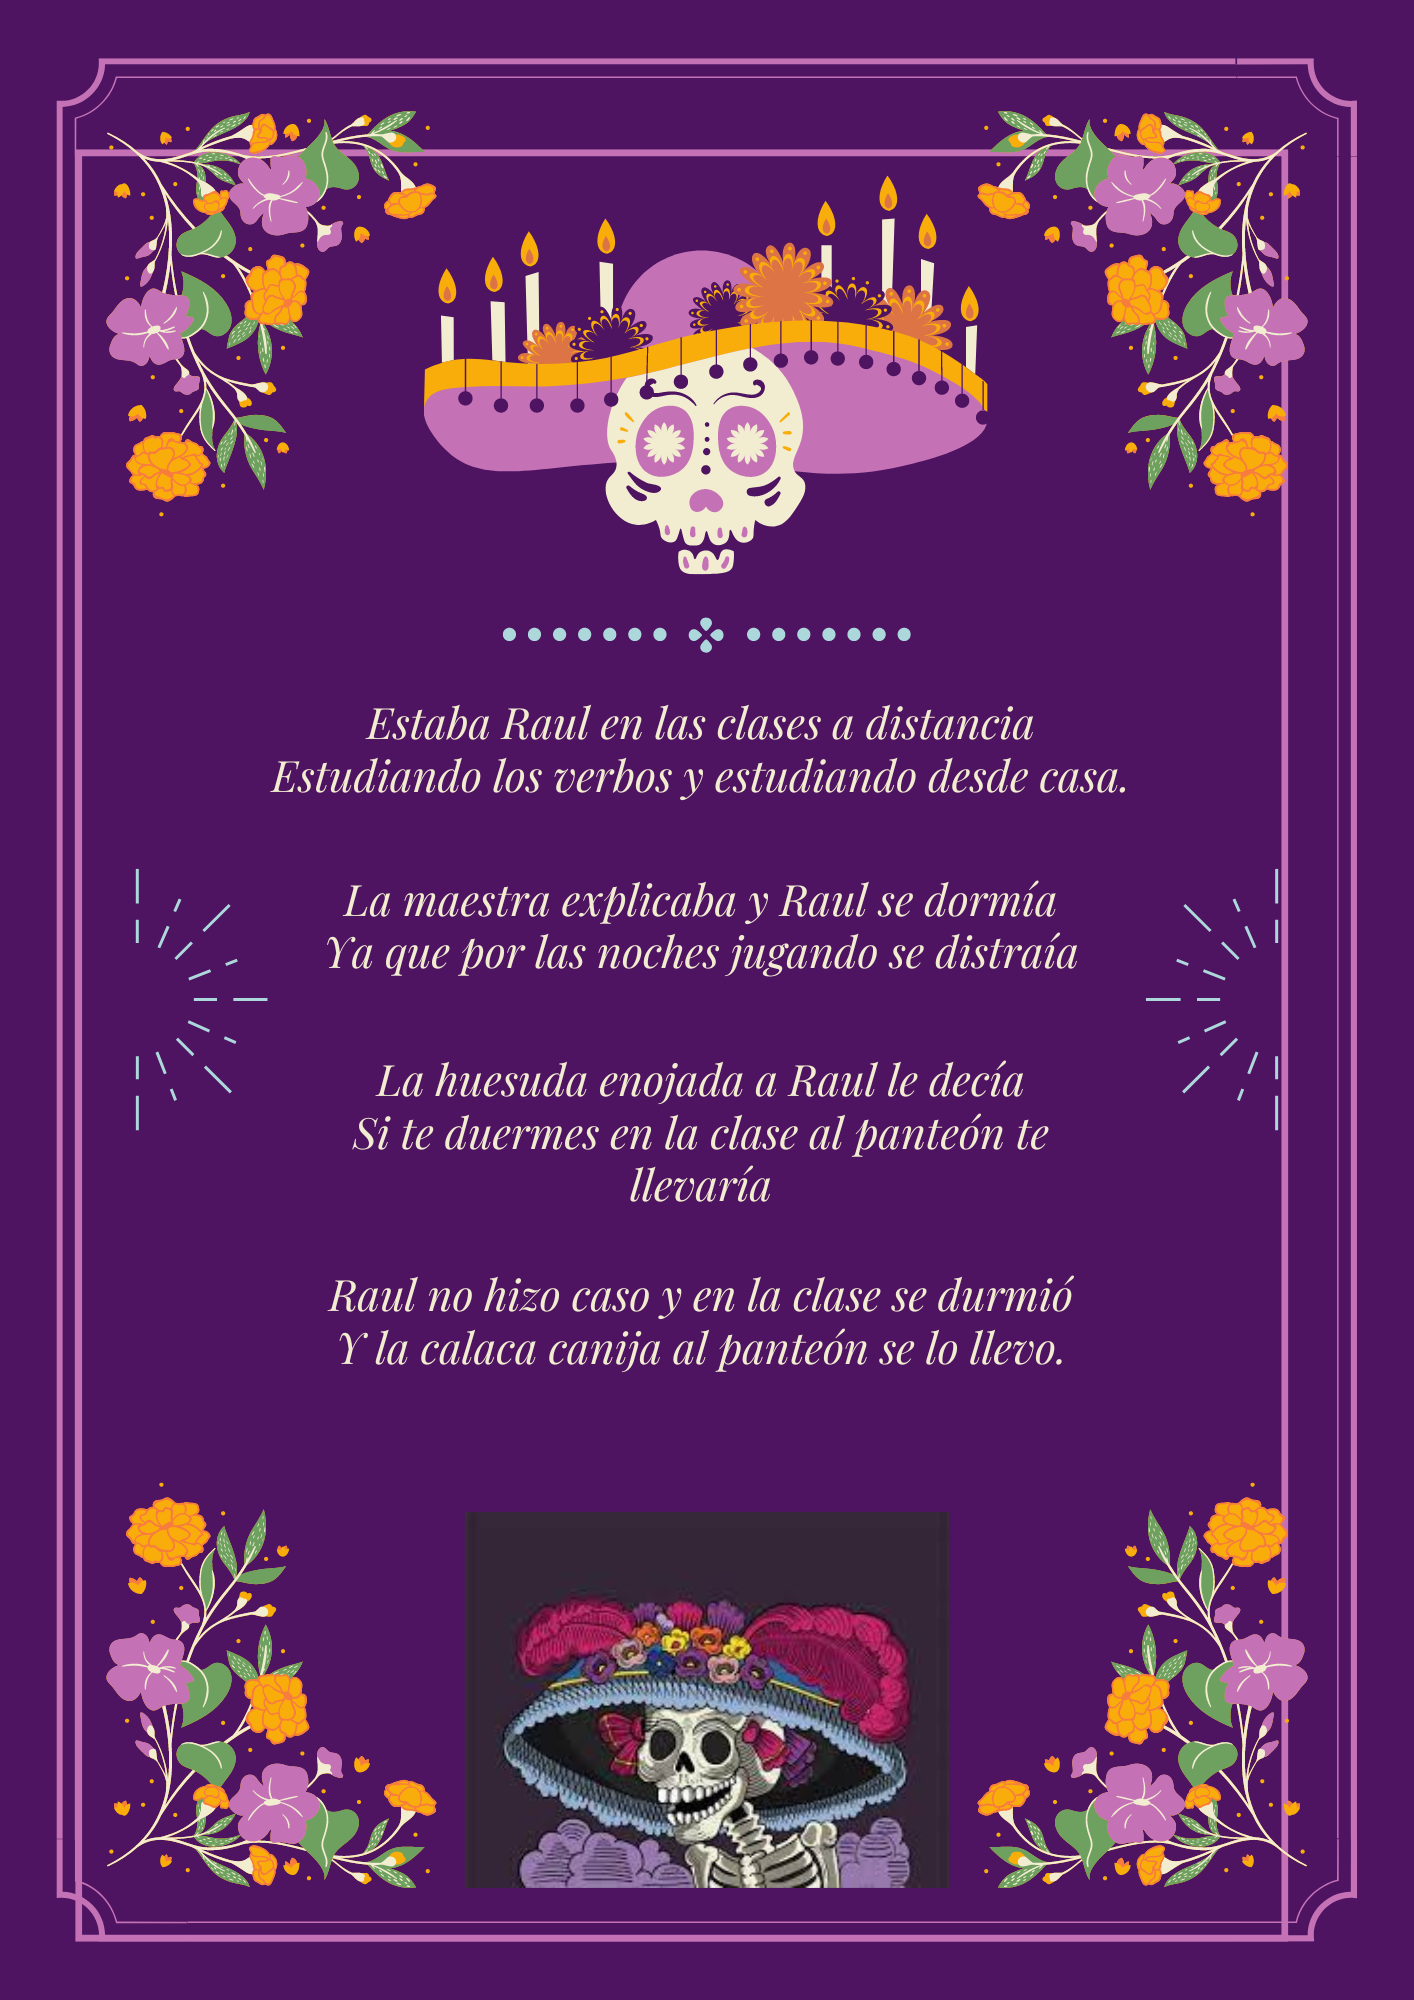 Estaba Raul en las clases a distancia
Estudiando los verbos y estudiando desde casa.
La maestra explicaba y Raul se dormía
Ya que por las noches jugando se distraía
La huesuda enojada a Raul le decía
Si te duermes en la clase al panteón te
llevaría
Raul no hizo caso y en la clase se durmió
Y la calaca canija al panteón se lo llevo.